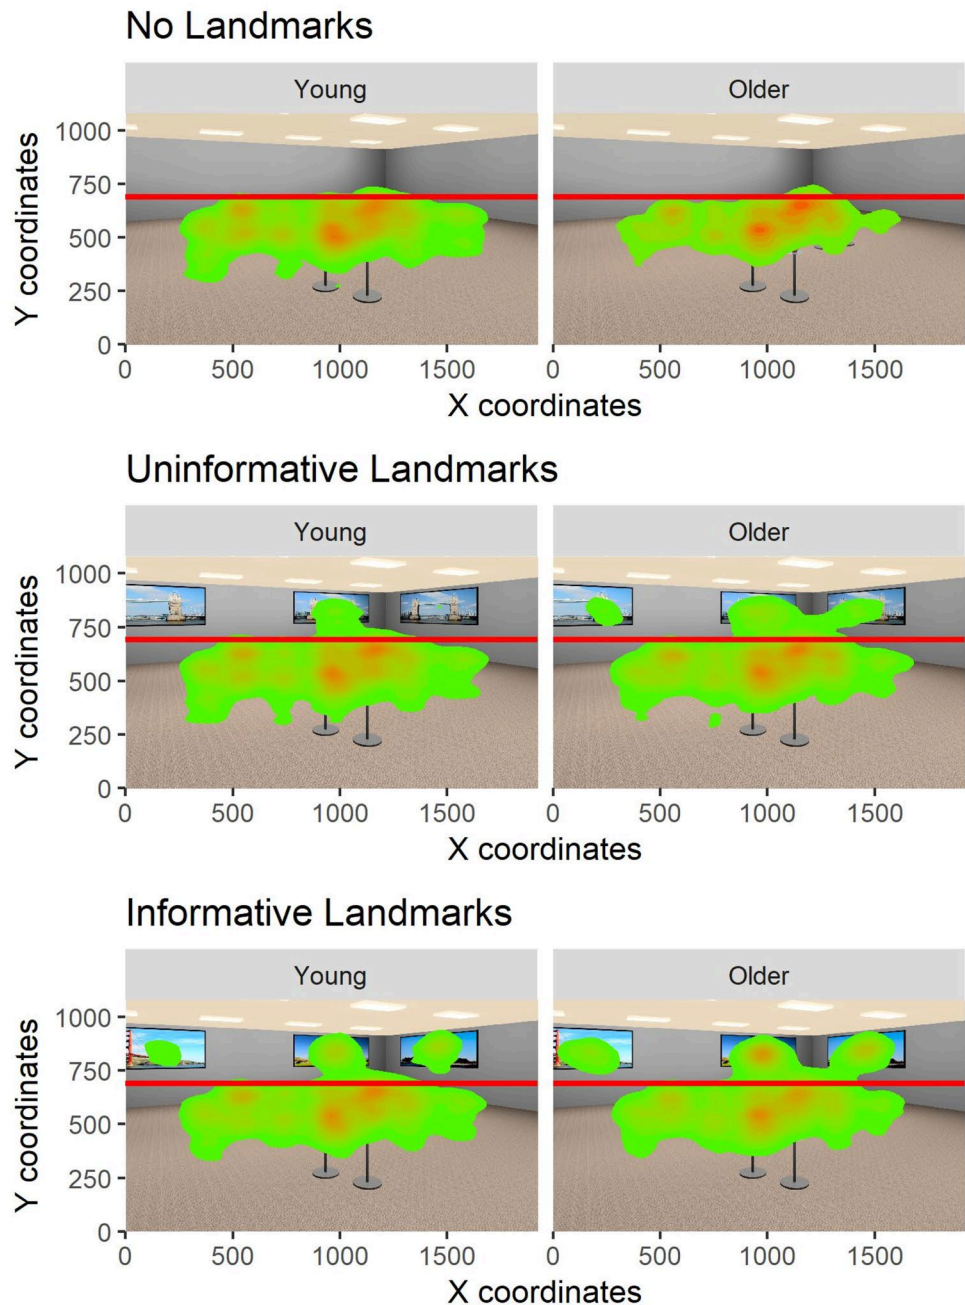 No Landmarks
Young
Older
Y coordinates
1000
750
500
250
0
0 500 1000 1500 0 500 1000 1500
X coordinates
Uninformative Landmarks
Young
Older
Y coordinates
1000
750
500
250
0
0 500 1000 1500 0 500 1000 1500
X coordinates
Informative Landmarks
Young
Older
Y coordinates
1000
750
500
250
0
0 500 1000 1500 0 500 1000 1500
X coordinates